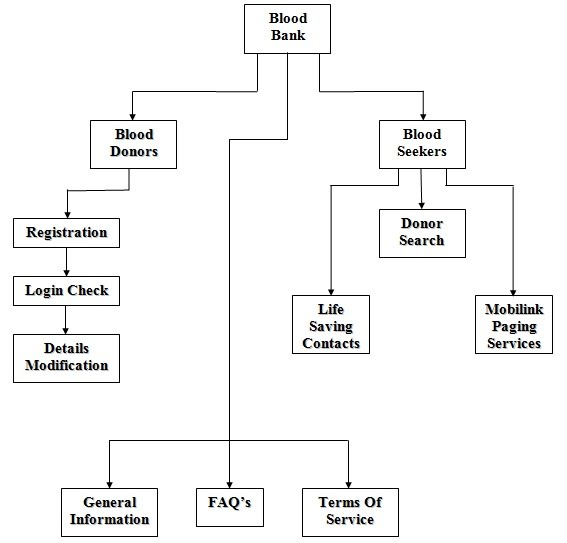 Blood
Bank
Blood
Donors
Blood
Seekers
Registration
Donor
Search
Login Check
Life
Saving
Contacts
Mobilink
Paging
Services
Details
Modification
General
Information
FAQ's
Terms Of
Service